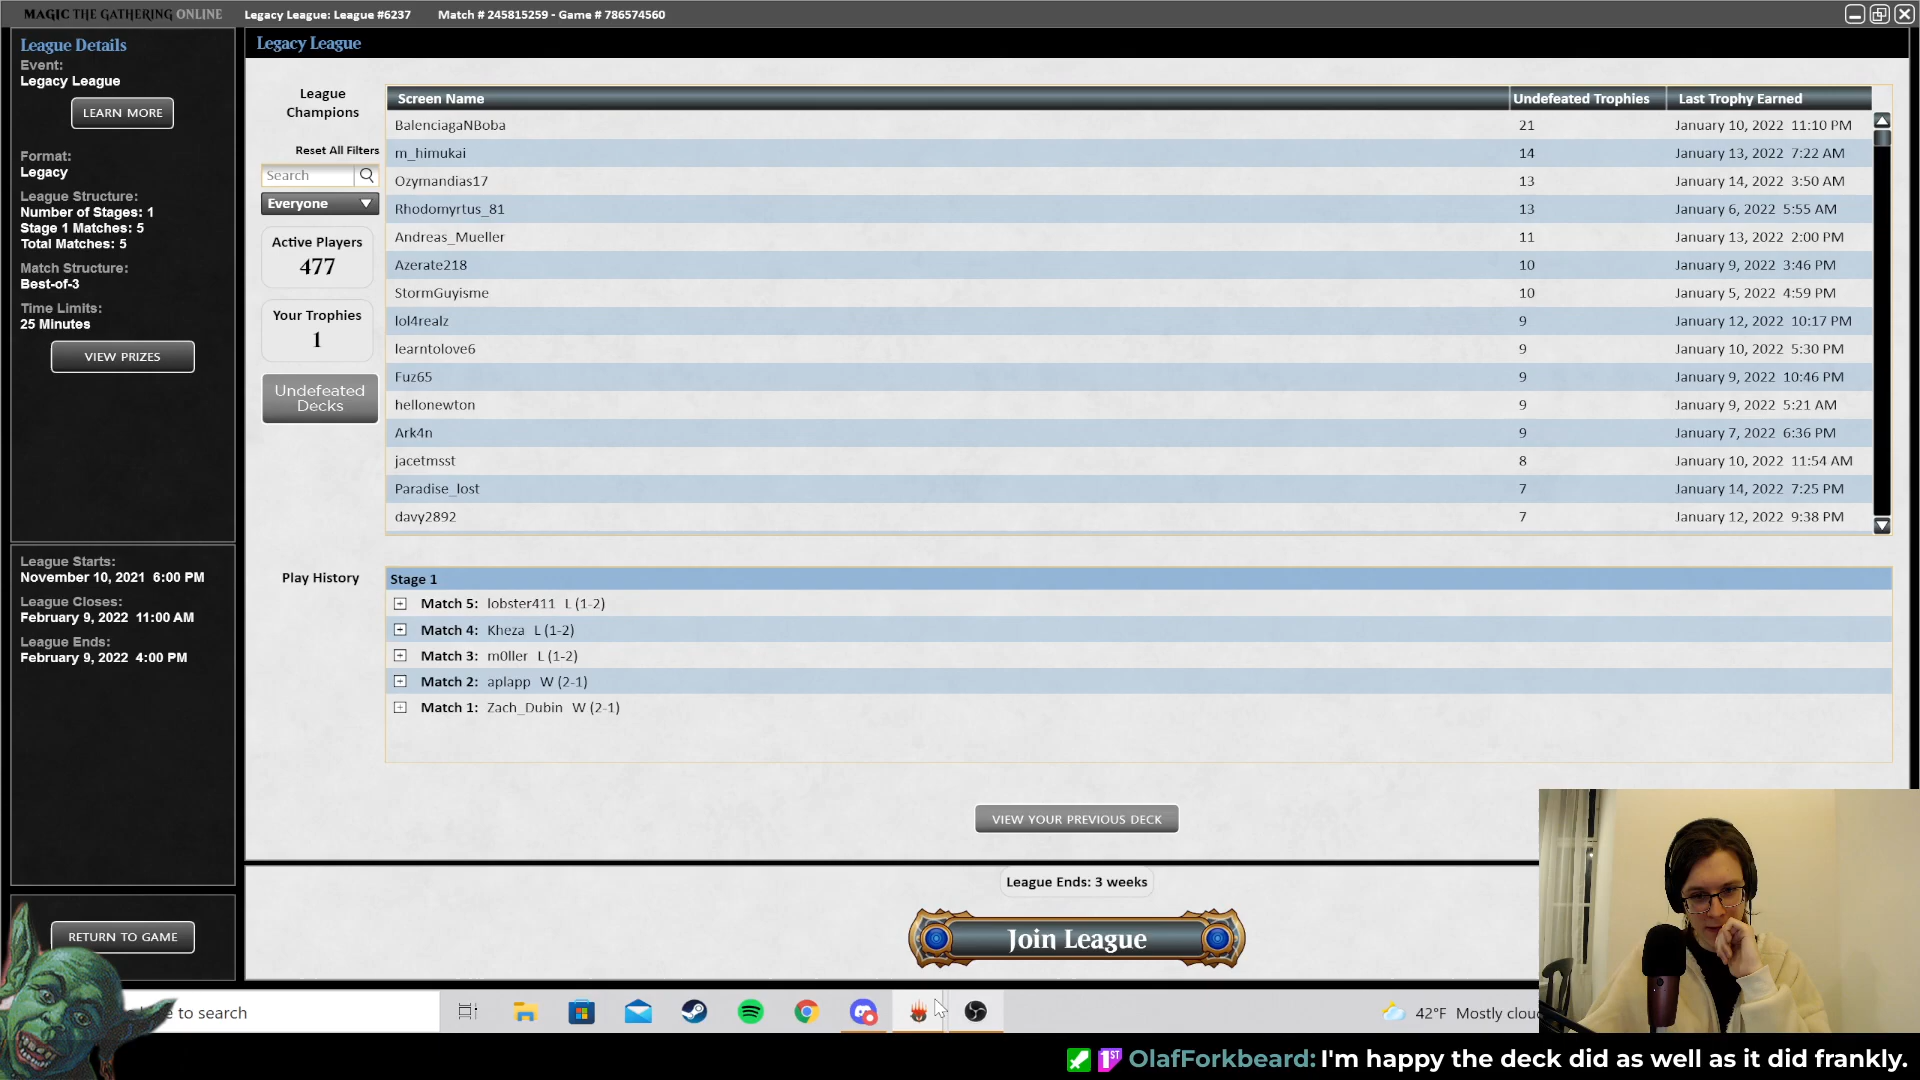 MAGIC THE GATHERING ONLINE
Legacy League: League #6237
Match # 245815259 - Game # 786574560
League Details
Event:
Legacy League
LEARN MORE
Format:
Legacy
League Structure:
Number of Stages: 1
Stage 1 Matches: 5
Total Matches: 5
Match Structure:
Best-of-3
Time Limits:
25 Minutes
VIEW PRIZES
League Starts:
November 10, 2021 6:00 PM
League Closes:
February 9, 2022 11:00 AM
League Ends:
February 9, 2022 4:00 PM
RETURN TO GAME
Legacy League
League
Champions
Reset All Filters
Search
Everyone
Active Players
477
Your Trophies
1
Undefeated
Decks
Screen Name Undefeated Trophies Last Trophy Earned
BalenciagaNBoba 21 January 10, 2022 11:10 PM
m_himukai 14 January 13, 2022 7:22 AM
Ozymandias17 13 January 14, 2022 3:50 AM
Rhodomyrtus_81 13 January 6, 2022 5:55 AM
Andreas_Mueller 11 January 13, 2022 2:00 PM
Azerate218 10 January 9, 2022 3:46 PM
StormGuyisme 10 January 5, 2022 4:59 PM
lol4realz 9 January 12, 2022 10:17 PM
learntolove6 9 January 10, 2022 5:30 PM
Fuz65 9 January 9, 2022 10:46 PM
hellonewton 9 January 9, 2022 5:21 AM
Ark4n 9 January 7, 2022 6:36 PM
jacetmsst 8 January 10, 2022 11:54 AM
Paradise_lost 7 January 14, 2022 7:25 PM
davy2892 7 January 12, 2022 9:38 PM
Play History
Stage 1
Match 5: lobster411 L (1-2)
Match 4: Kheza L (1-2)
Match 3: m0ller L (1-2)
Match 2: aplapp W (2-1)
Match 1: Zach_Dubin W (2-1)
VIEW YOUR PREVIOUS DECK
League Ends: 3 weeks
Join League
to search
42°F Mostly clou
1ST OlafForkbeard: I'm happy the deck did as well as it did frankly.